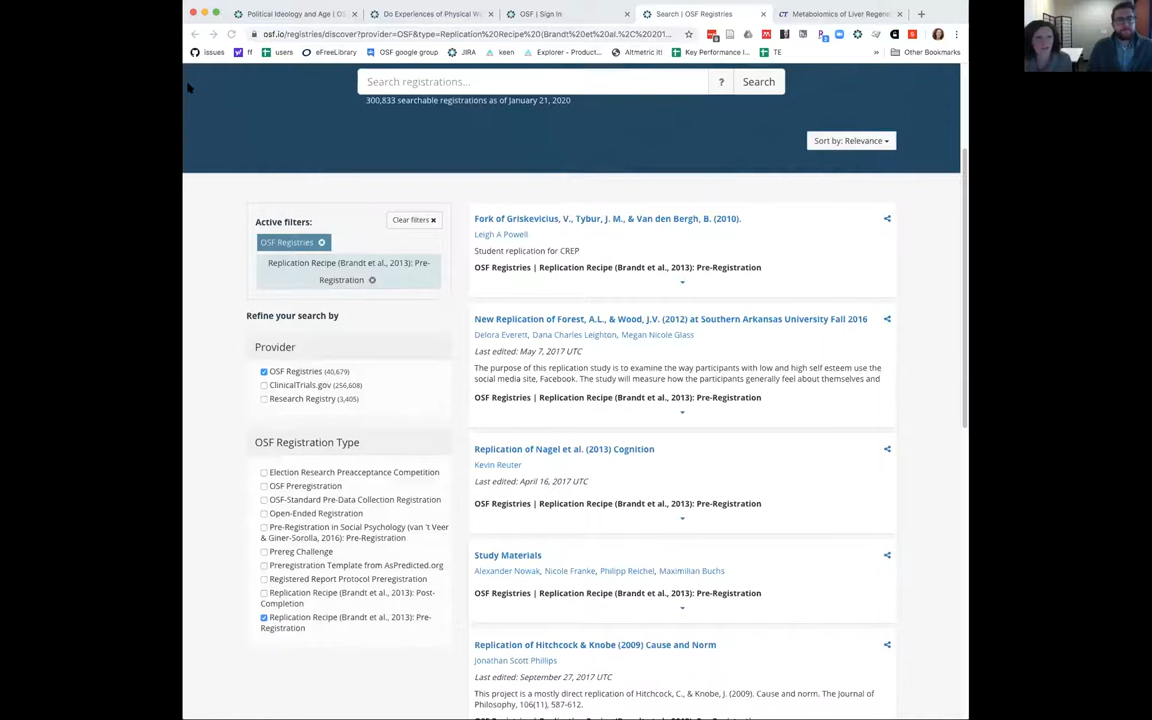 Political Ideology and Age | OS
Do Experiences of Physical W
OSF | Sign In
Search | OSF Registries
Metabolomics of Liver Regene
osf.io/registries/discover?provider=OSF&type=Replication%20Recipe%20(Brandt%20et%20al.%2C%20201...
issues
ff
users
eFreeLibrary
JIRA
OSF google group
keen
Explorer - Product...
Altmetric it!
Key Performance I...
TE
»
Other Bookmarks
Search registrations...
?
Search
300,833 searchable registrations as of January 21, 2020
Sort by: Relevance
Active filters:
Clear filters ×
OSF Registries
Replication Recipe (Brandt et al., 2013): Pre-
Registration
Refine your search by
Provider
OSF Registries (40,679)
ClinicalTrials.gov (256,608)
Research Registry (3,405)
OSF Registration Type
Election Research Preacceptance Competition
OSF Preregistration
OSF-Standard Pre-Data Collection Registration
Open-Ended Registration
Pre-Registration in Social Psychology (van 't Veer
& Giner-Sorolla, 2016): Pre-Registration
Prereg Challenge
Preregistration Template from AsPredicted.org
Registered Report Protocol Preregistration
Replication Recipe (Brandt et al., 2013): Post-
Completion
Replication Recipe (Brandt et al., 2013): Pre-
Registration
Fork of Griskevicius, V., Tybur, J. M., & Van den Bergh, B. (2010).
Leigh A Powell
Student replication for CREP
OSF Registries | Replication Recipe (Brandt et al., 2013): Pre-Registration
New Replication of Forest, A.L., & Wood, J.V. (2012) at Southern Arkansas University Fall 2016
Delora Everett, Dana Charles Leighton, Megan Nicole Glass
Last edited: May 7, 2017 UTC
The purpose of this replication study is to examine the way participants with low and high self esteem use the
social media site, Facebook. The study will measure how the participants generally feel about themselves and
OSF Registries | Replication Recipe (Brandt et al., 2013): Pre-Registration
Replication of Nagel et al. (2013) Cognition
Kevin Reuter
Last edited: April 16, 2017 UTC
OSF Registries | Replication Recipe (Brandt et al., 2013): Pre-Registration
Study Materials
Alexander Nowak, Nicole Franke, Philipp Reichel, Maximilian Buchs
OSF Registries | Replication Recipe (Brandt et al., 2013): Pre-Registration
Replication of Hitchcock & Knobe (2009) Cause and Norm
Jonathan Scott Phillips
Last edited: September 27, 2017 UTC
This project is a mostly direct replication of Hitchcock, C., & Knobe, J. (2009). Cause and norm. The Journal of
Philosophy, 106(11), 587-612.